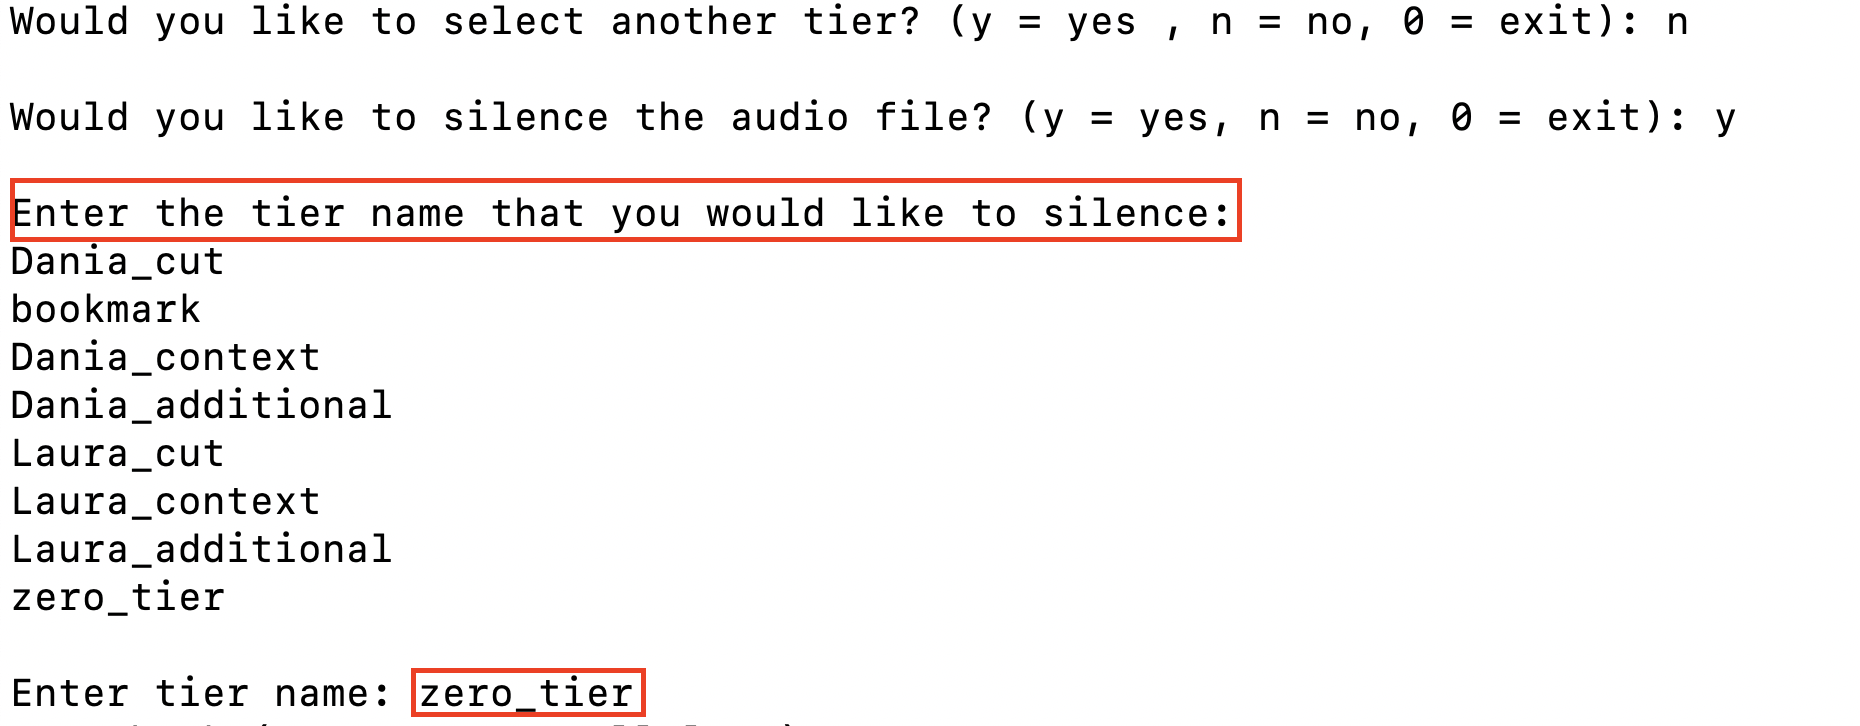 Would you like to select another tier? (y = yes , n = no, 0 = exit): n
Would you like to silence the audio file? (y = yes, n = no, 0 = exit): y
Enter the tier name that you would like to silence:
Dania_cut
bookmark
Dania_context
Dania_additional
Laura_cut
Laura_context
Laura_additional
zero_tier
Enter tier name: zero_tier